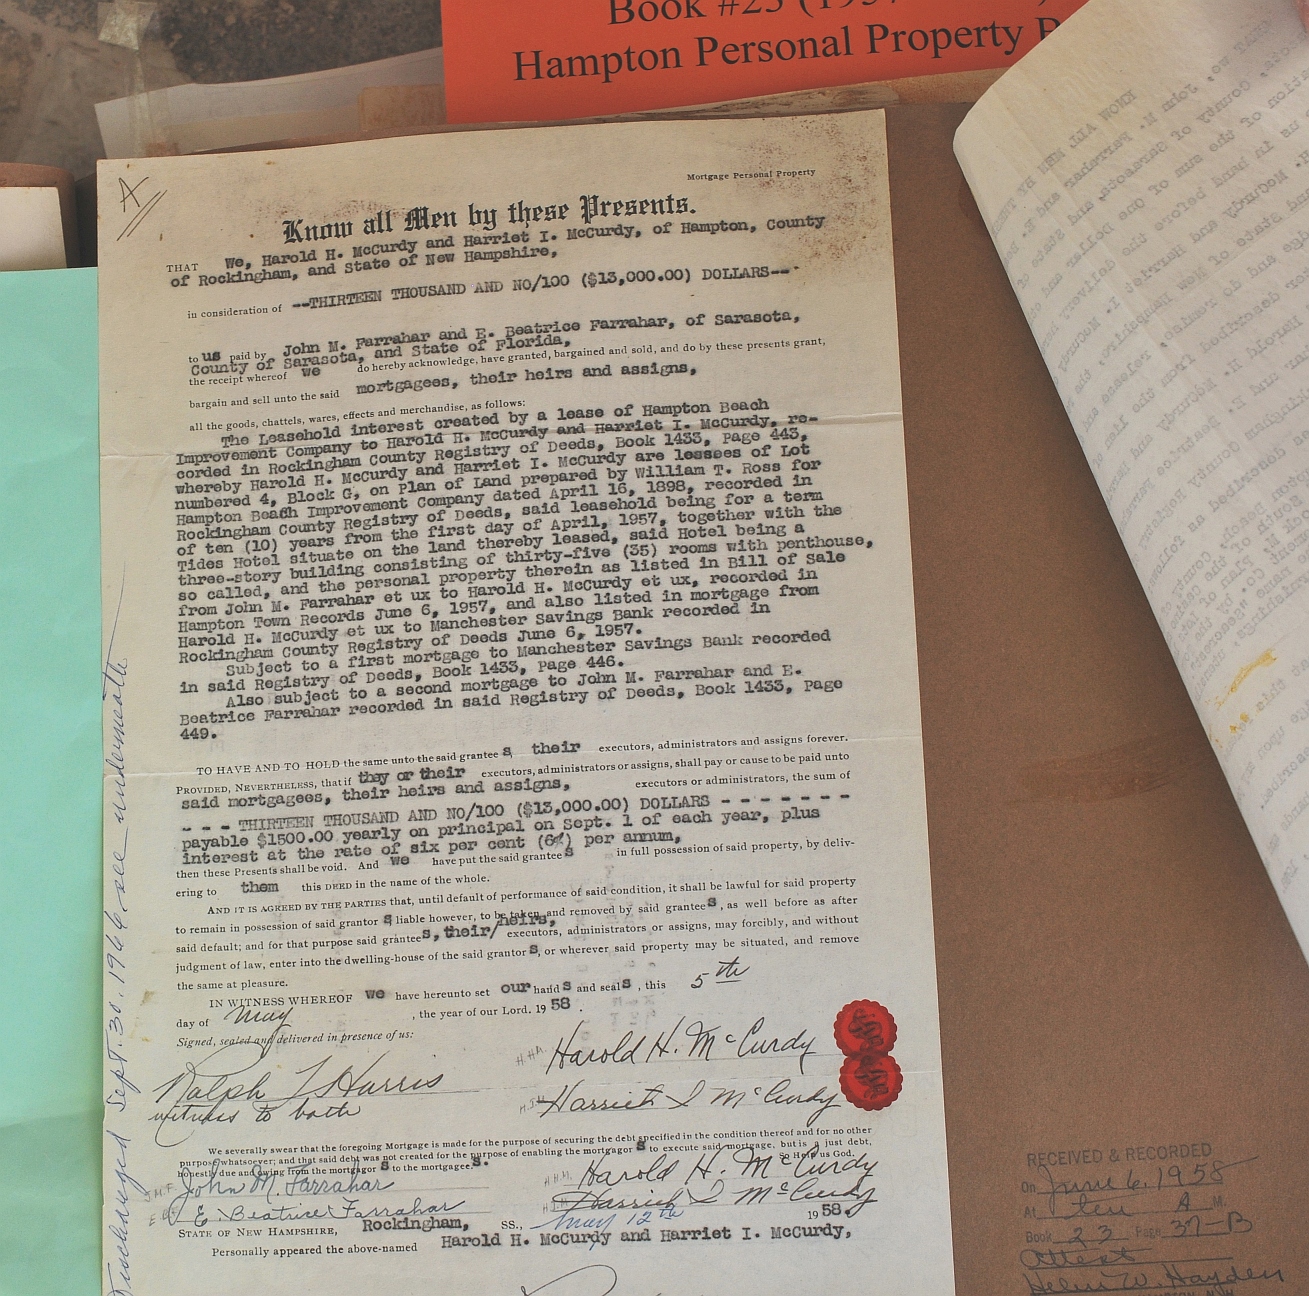 Book #23 (1957
Hampton Personal Property
A
Mortgage Personal Property
Know all Men by these Presents.
THAT We, Harold H. McCurdy and Harriet I. McCurdy, of Hampton, County
of Rockingham, and State of New Hampshire,
in consideration of --THIRTEEN THOUSAND AND NO/100 ($13,000.00) DOLLARS--
to us paid by John M. Farrahar and E. Beatrice Farrahar, of Sarasota,
County of Sarasota, and State of Florida,
the receipt whereof we do hereby acknowledge, have granted, bargained and sold, and do by these presents grant,
bargain and sell unto the said mortgagees, their heirs and assigns,
all the goods, chattels, wares, effects and merchandise, as follows:
The Leasehold interest created by a lease of Hampton Beach
Improvement Company to Harold H. McCurdy and Harriet I. McCurdy, re-
corded in Rockingham County Registry of Deeds, Book 1433, Page 443,
whereby Harold H. McCurdy and Harriet I. McCurdy are lessees of Lot
numbered 4, Block G, on Plan of Land prepared by William T. Ross for
Hampton Beach Improvement Company dated April 16, 1898, recorded in
Rockingham County Registry of Deeds, said leasehold being for a term
of ten (10) years from the first day of April, 1957, together with the
Tides Hotel situate on the land thereby leased, said Hotel being a
three-story building consisting of thirty-five (35) rooms with penthouse,
so called, and the personal property therein as listed in Bill of Sale
from John M. Farrahar et ux to Harold H. McCurdy et ux, recorded in
Hampton Town Records June 6, 1957, and also listed in mortgage from
Harold H. McCurdy et ux to Manchester Savings Bank recorded in
Rockingham County Registry of Deeds June 6, 1957.
Subject to a first mortgage to Manchester Savings Bank recorded
in said Registry of Deeds, Book 1433, Page 446.
Also subject to a second mortgage to John M. Farrahar and E.
Beatrice Farrahar recorded in said Registry of Deeds, Book 1433, Page
449.
TO HAVE AND TO HOLD the same unto the said grantee s, their executors, administrators and assigns forever.
PROVIDED, NEVERTHELESS, that if they or their executors, administrators or assigns, shall pay or cause to be paid unto
said mortgagees, their heirs and assigns, executors or administrators, the sum of
- - - THIRTEEN THOUSAND AND NO/100 ($13,000.00) DOLLARS - - - - - - -
payable $1500.00 yearly on principal on Sept. 1 of each year, plus
interest at the rate of six per cent (6%) per annum,
then these Presents shall be void. And we have put the said grantee s in full possession of said property, by deliv-
ering to them this DEED in the name of the whole.
AND IT IS AGREED BY THE PARTIES that, until default of performance of said condition, it shall be lawful for said property
to remain in possession of said grantor s liable however, to be taken and removed by said grantee s, as well before as after
said default; and for that purpose said grantee s, their/heirs, executors, administrators or assigns, may forcibly, and without
judgment of law, enter into the dwelling-house of the said grantor s, or wherever said property may be situated, and remove
the same at pleasure.
IN WITNESS WHEREOF we have hereunto set our hand s and seal s, this 5th
day of May, the year of our Lord. 19 58.
Signed, sealed and delivered in presence of us:
H.H.M. Harold H. McCurdy
Ralph L Harris
witness to both
Harriet I McCurdy
We severally swear that the foregoing Mortgage is made for the purpose of securing the debt specified in the condition thereof and for no other
purpose whatsoever; and that said debt was not created for the purpose of enabling the mortgagor s to execute said mortgage, but is a just debt,
honestly due and owing from the mortgagor s to the mortgagee s. So Help us God.
John M. Farrahar Harold H. McCurdy
E. Beatrice Farrahar Harriet I McCurdy
STATE OF NEW HAMPSHIRE, Rockingham, SS., May 12th 19 58.
Personally appeared the above-named Harold H. McCurdy and Harriet I. McCurdy,
Discharged Sept. 30, 1966, see underneath
RECEIVED & RECORDED
On June 6, 1958
At ten A M.
Book 23 Page 37-B
Attest
Helen W. Hayden